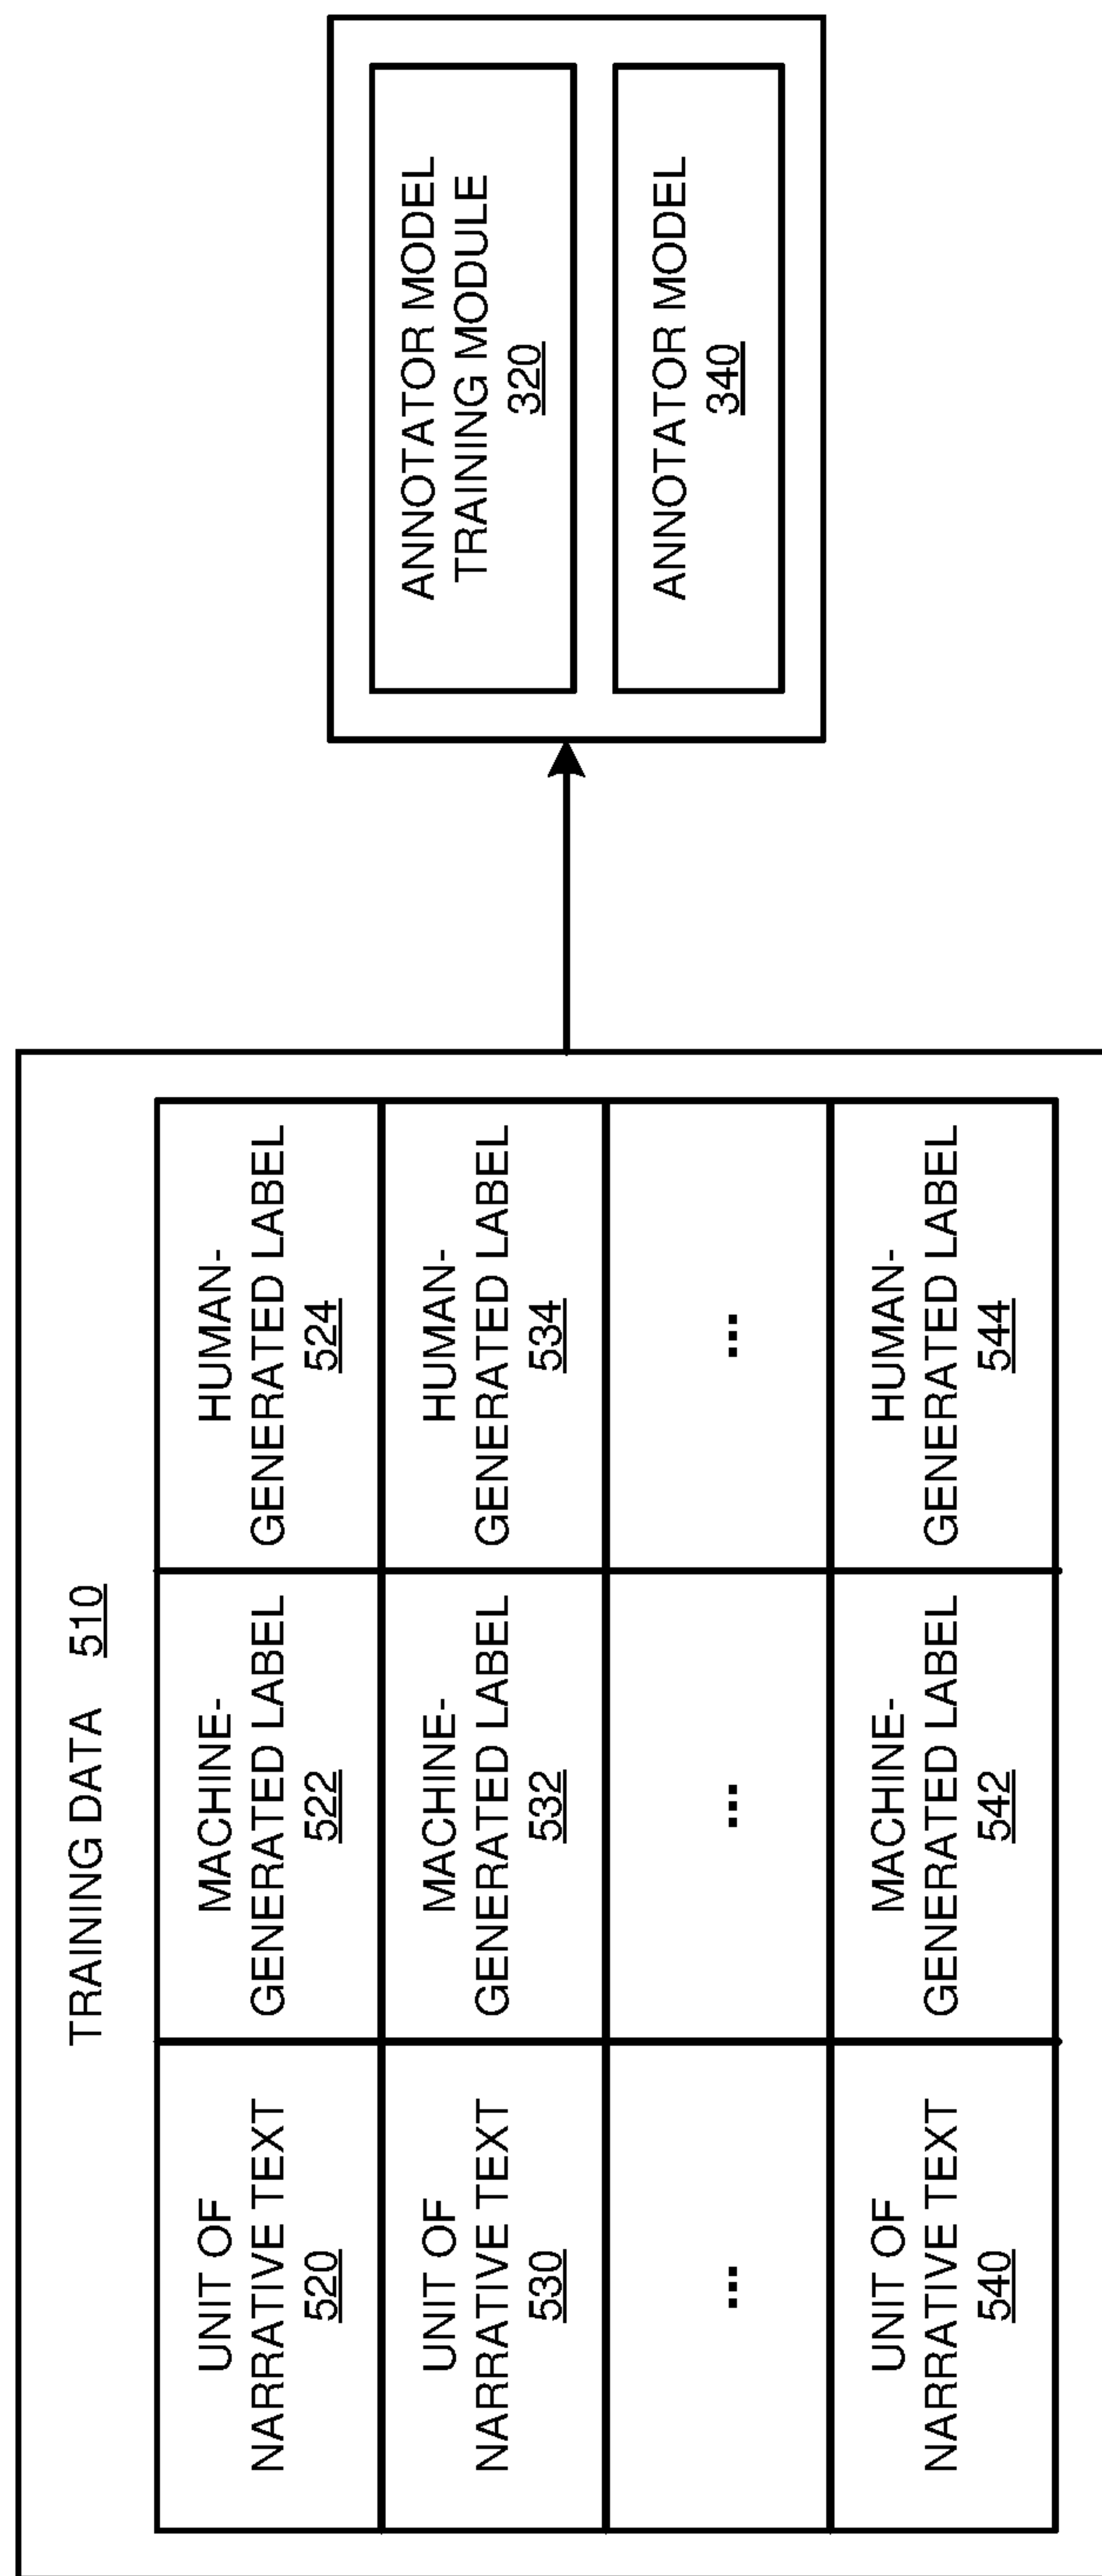 TRAINING DATA 510
UNIT OF
NARRATIVE TEXT
520
MACHINE-
GENERATED LABEL
522
HUMAN-
GENERATED LABEL
524
UNIT OF
NARRATIVE TEXT
530
MACHINE-
GENERATED LABEL
532
HUMAN-
GENERATED LABEL
534
...
...
...
UNIT OF
NARRATIVE TEXT
540
MACHINE-
GENERATED LABEL
542
HUMAN-
GENERATED LABEL
544
ANNOTATOR MODEL
TRAINING MODULE
320
ANNOTATOR MODEL
340